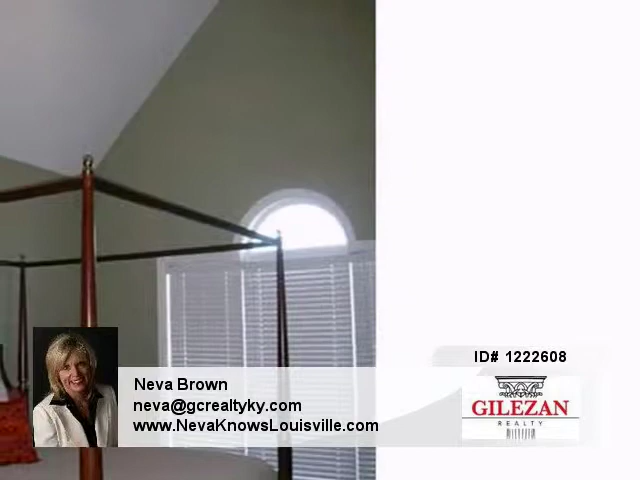 ID# 1222608
Neva Brown
neva@gcrealtyky.com
www.NevaKnowsLouisville.com
GILEZAN
REALTY